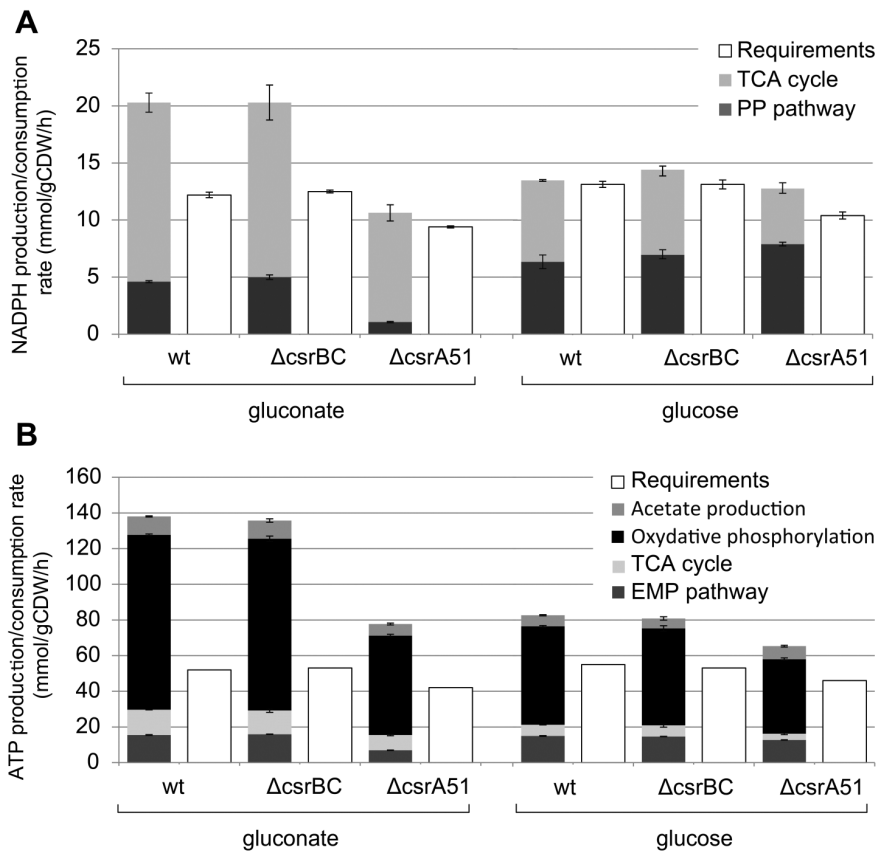 A
NADPH production/consumption
rate (mmol/gCDW/h)
25
20
15
10
5
0
Requirements
TCA cycle
PP pathway
wt
ΔcsrBC
ΔcsrA51
wt
ΔcsrBC
ΔcsrA51
gluconate
glucose
B
ATP production/consumption rate
(mmol/gCDW/h)
160
140
120
100
80
60
40
20
0
Requirements
Acetate production
Oxydative phosphorylation
TCA cycle
EMP pathway
wt
ΔcsrBC
ΔcsrA51
wt
ΔcsrBC
ΔcsrA51
gluconate
glucose